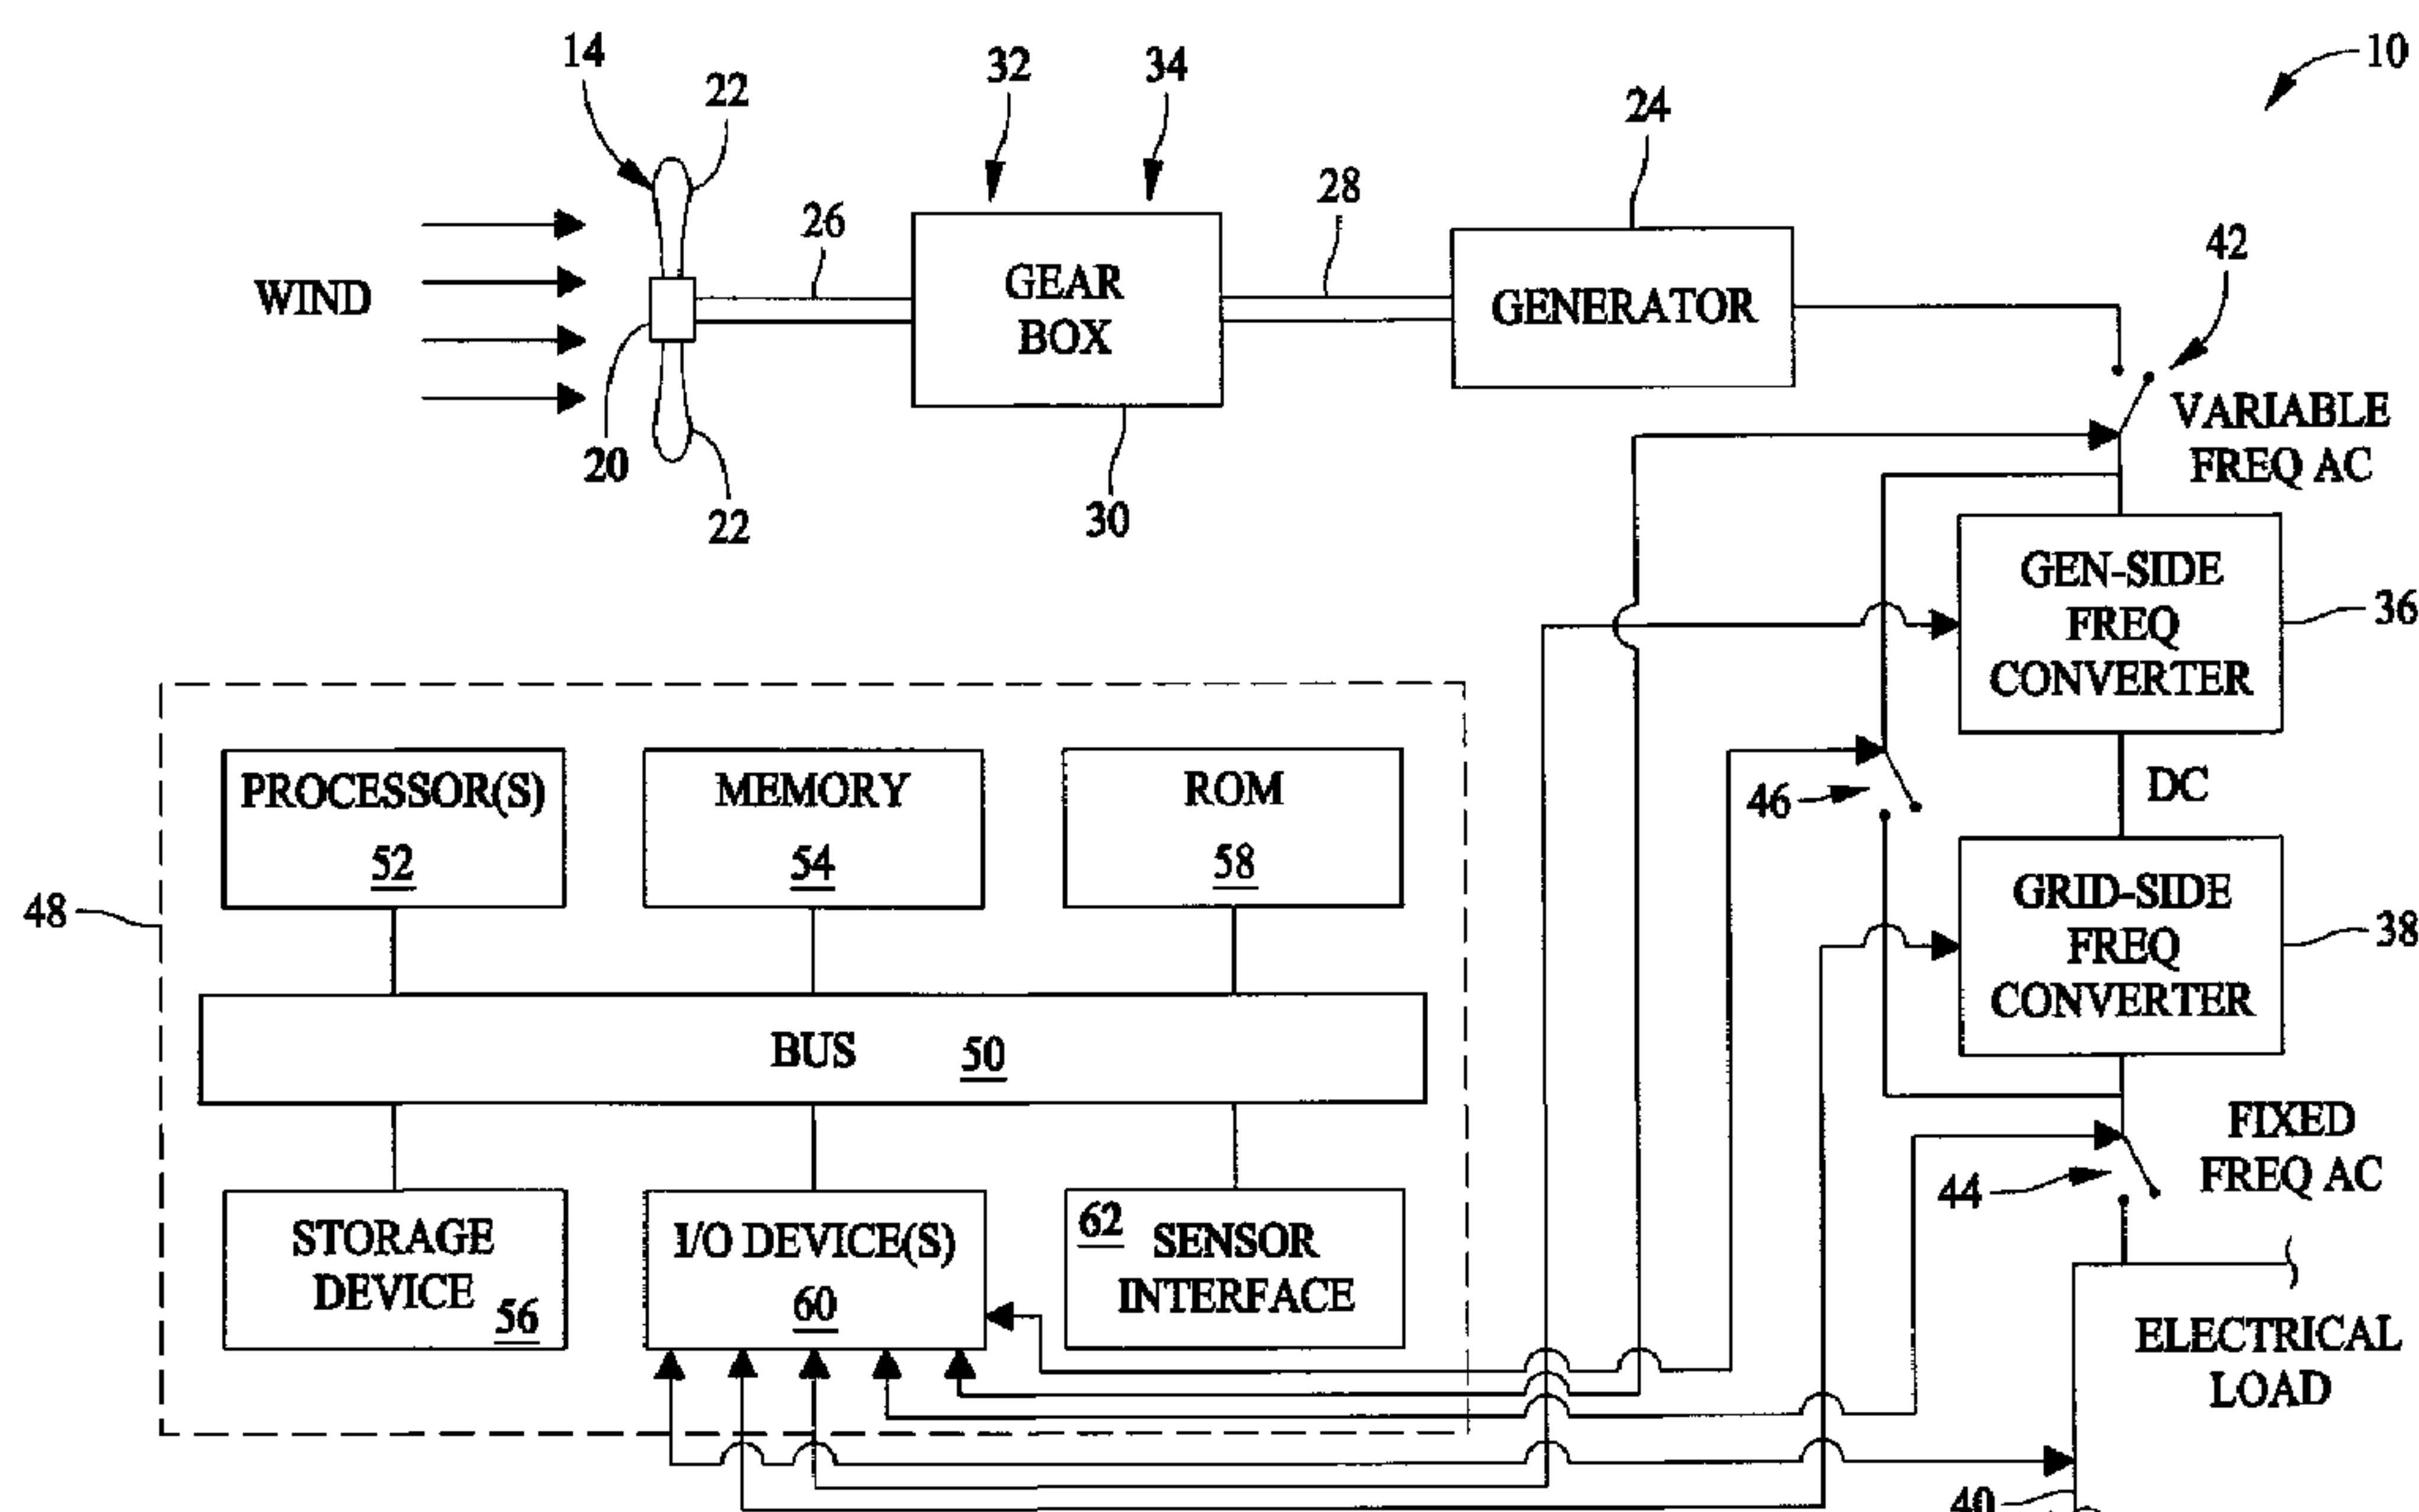 10
14
22
32
34
24
26
28
42
WIND
GEAR
BOX
GENERATOR
20
22
30
VARIABLE
FREQ AC
GEN-SIDE
FREQ
CONVERTER
36
DC
46
PROCESSOR(S)
52
MEMORY
54
ROM
58
48
GRID-SIDE
FREQ
CONVERTER
38
BUS 50
FIXED
FREQ AC
44
STORAGE
DEVICE
56
I/O DEVICE(S)
60
62
SENSOR
INTERFACE
ELECTRICAL
LOAD
40